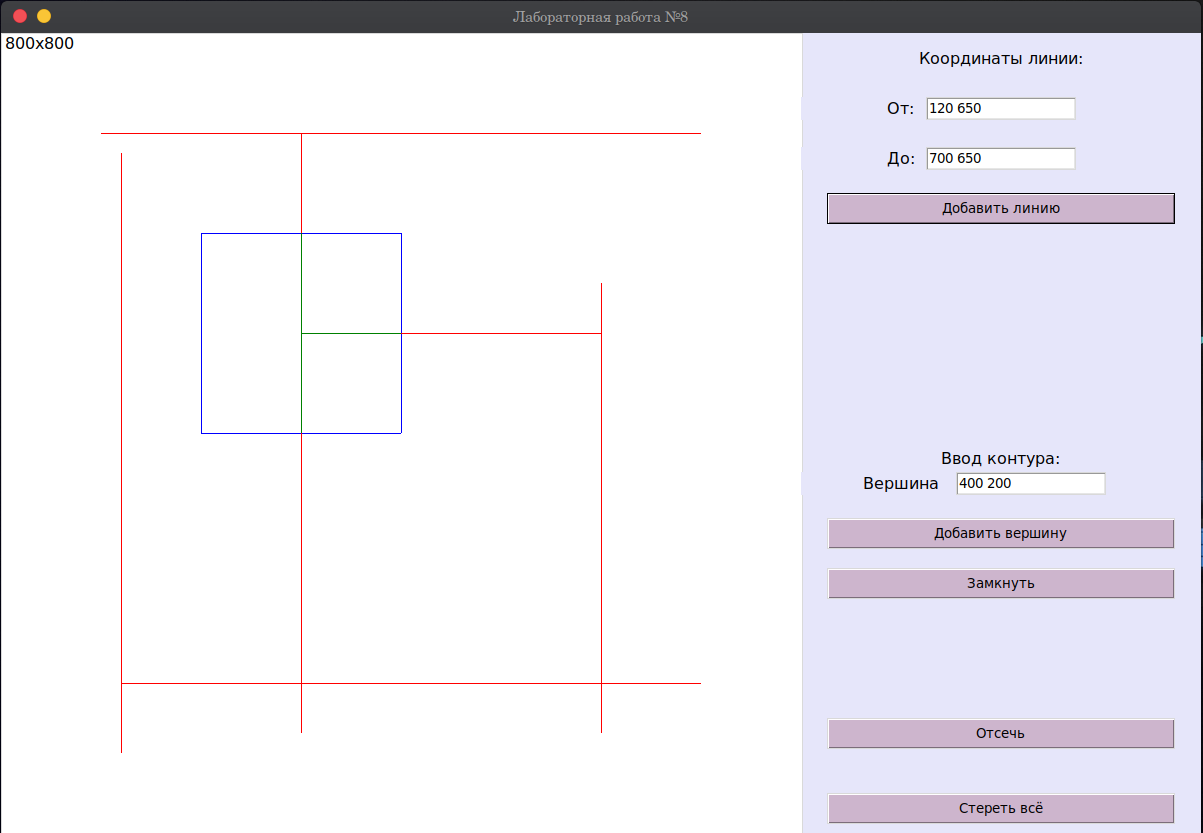 Лабораторная работа №8
800x800
Координаты линии:
От: 120 650
До: 700 650
Добавить линию
Ввод контура:
Вершина 400 200
Добавить вершину
Замкнуть
Отсечь
Стереть всё